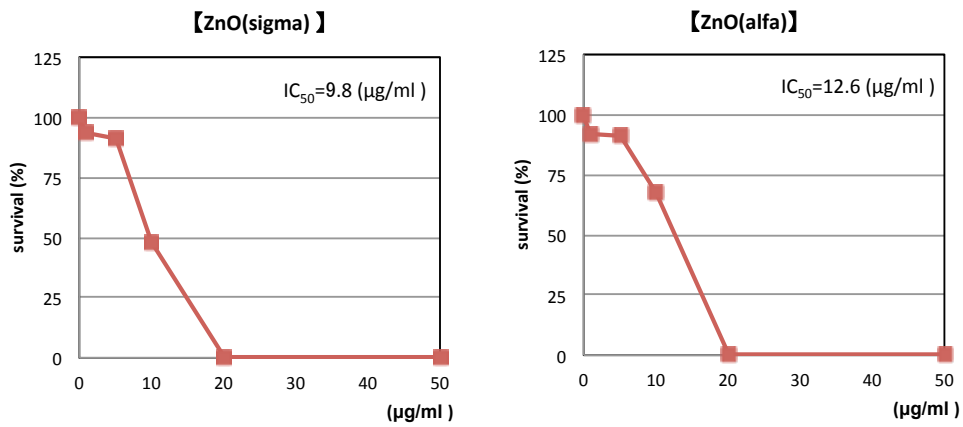 【ZnO(sigma) 】
125
100
75
50
25
0
survival (%)
IC₅₀=9.8 (μg/ml )
0 10 20 30 40 50
(μg/ml )
【ZnO(alfa)】
125
100
75
50
25
0
survival (%)
IC₅₀=12.6 (μg/ml )
0 10 20 30 40 50
(μg/ml )